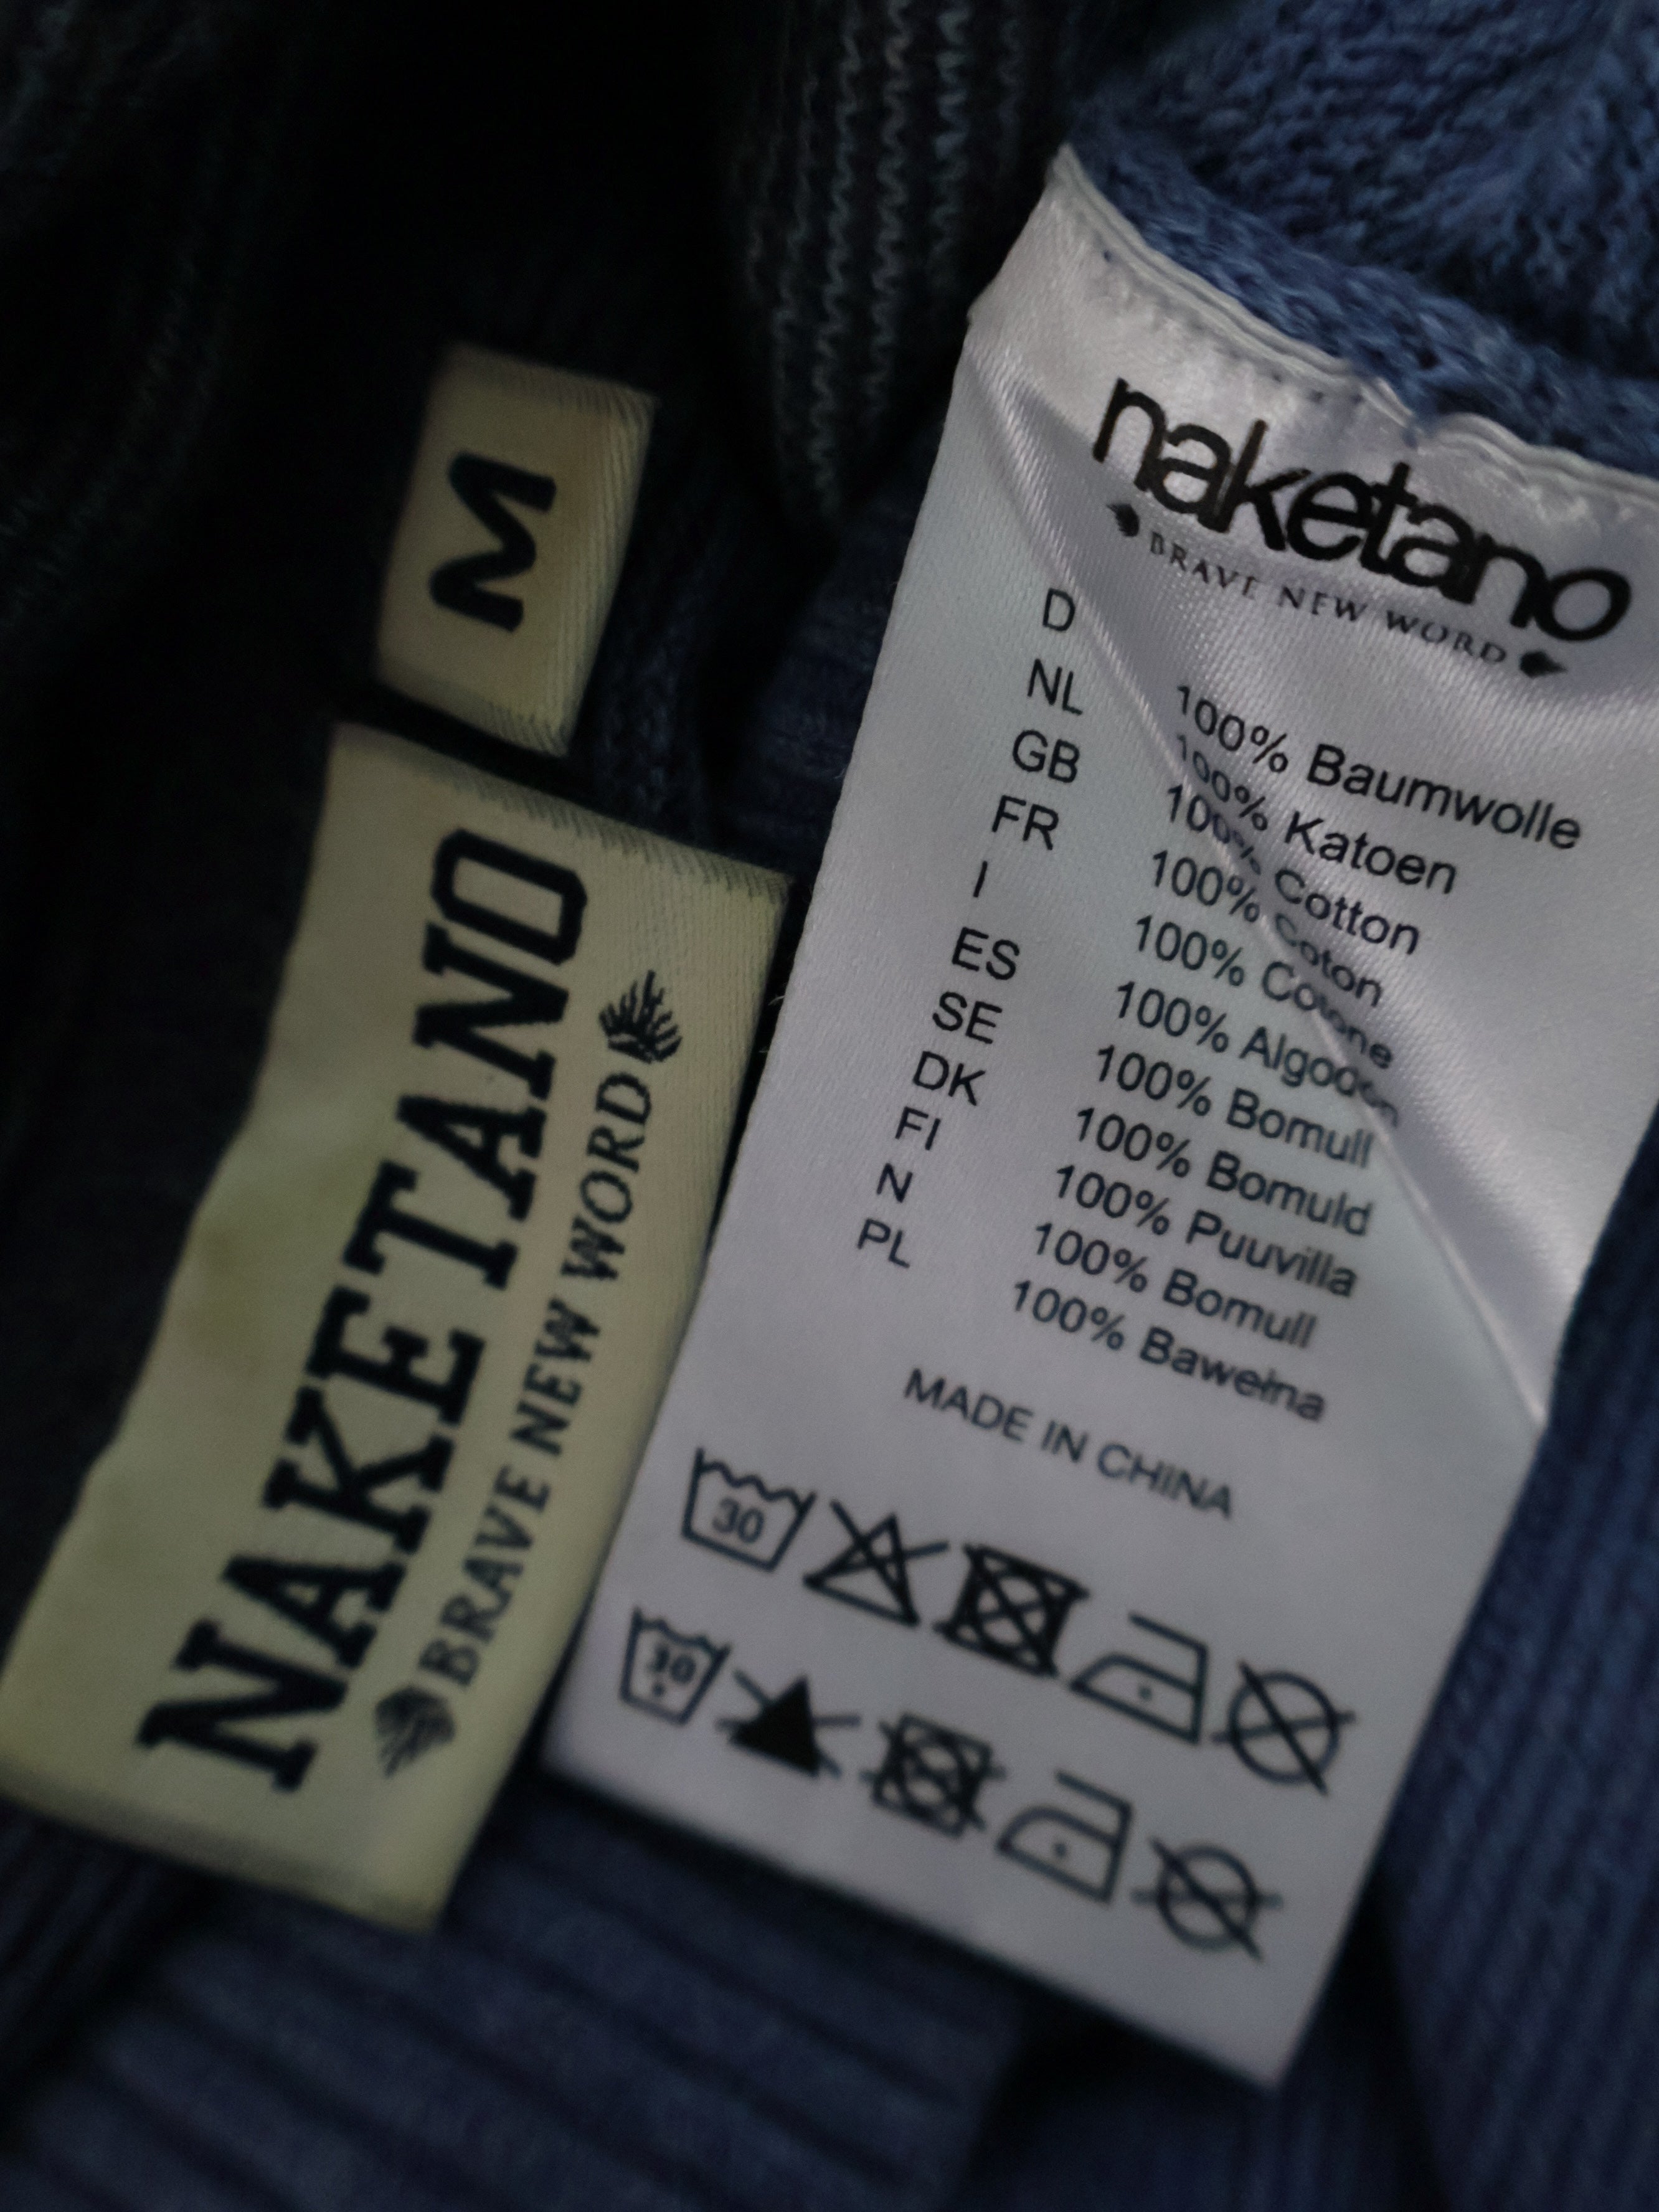 M
NAKETANO
BRAVE NEW WORD
naketano
BRAVE NEW WORD
D 100% Baumwolle
NL 100% Katoen
GB 100% Cotton
FR 100% Coton
I 100% Cotone
ES 100% Algodon
SE 100% Bomull
DK 100% Bomuld
FI 100% Puuvilla
N 100% Bomull
PL 100% Bawełna
MADE IN CHINA
30
30